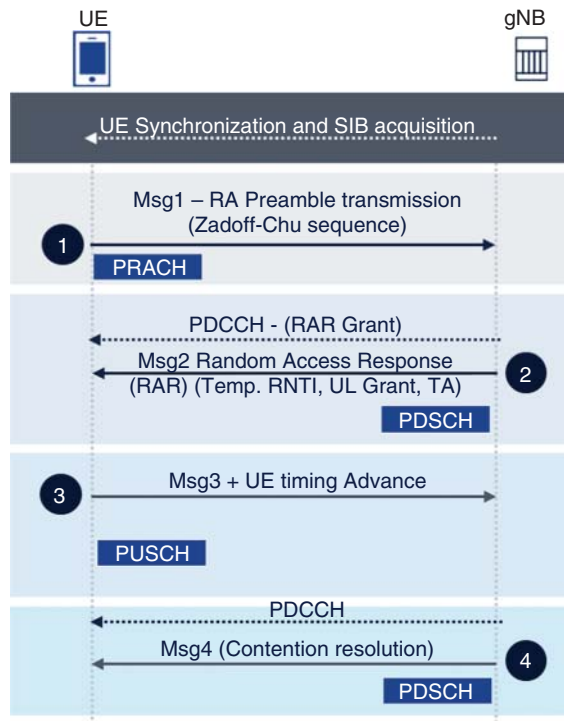 UE
gNB
UE Synchronization and SIB acquisition
Msg1 – RA Preamble transmission
(Zadoff-Chu sequence)
1
PRACH
PDCCH - (RAR Grant)
Msg2 Random Access Response
(RAR) (Temp. RNTI, UL Grant, TA)
2
PDSCH
Msg3 + UE timing Advance
3
PUSCH
PDCCH
Msg4 (Contention resolution)
4
PDSCH